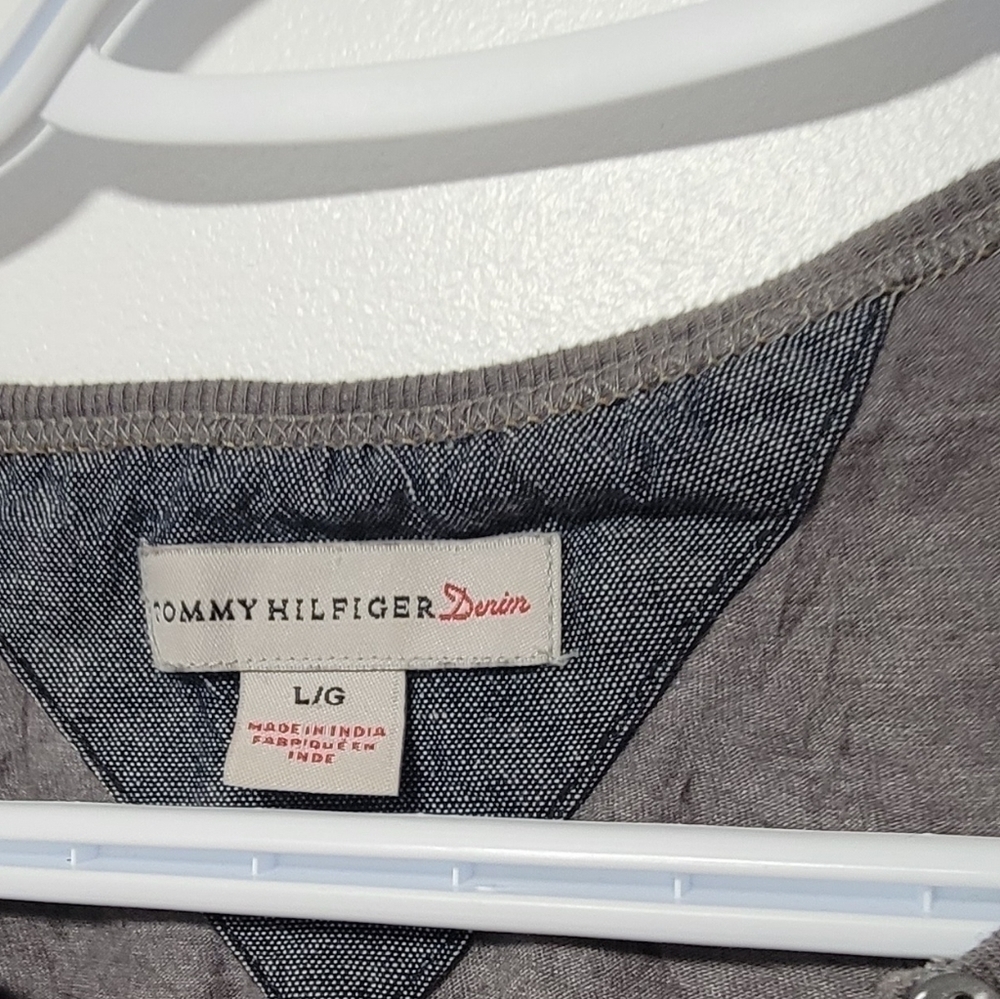 TOMMY HILFIGER Denim
L/G
MADE IN INDIA
FABRIQUÉ EN
INDE